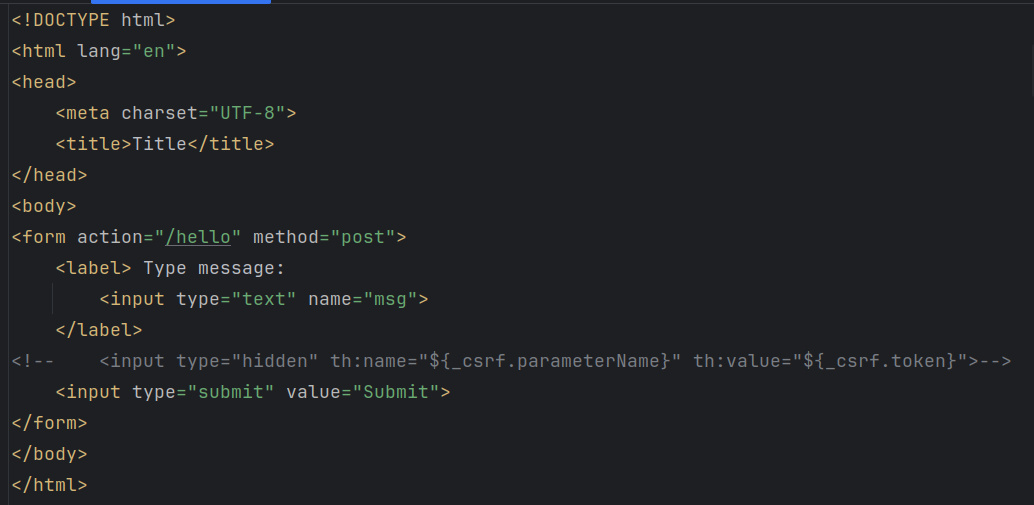 <!DOCTYPE html>
<html lang="en">
<head>
    <meta charset="UTF-8">
    <title>Title</title>
</head>
<body>
<form action="/hello" method="post">
    <label> Type message:
        <input type="text" name="msg">
    </label>
<!--    <input type="hidden" th:name="${_csrf.parameterName}" th:value="${_csrf.token}">-->
    <input type="submit" value="Submit">
</form>
</body>
</html>